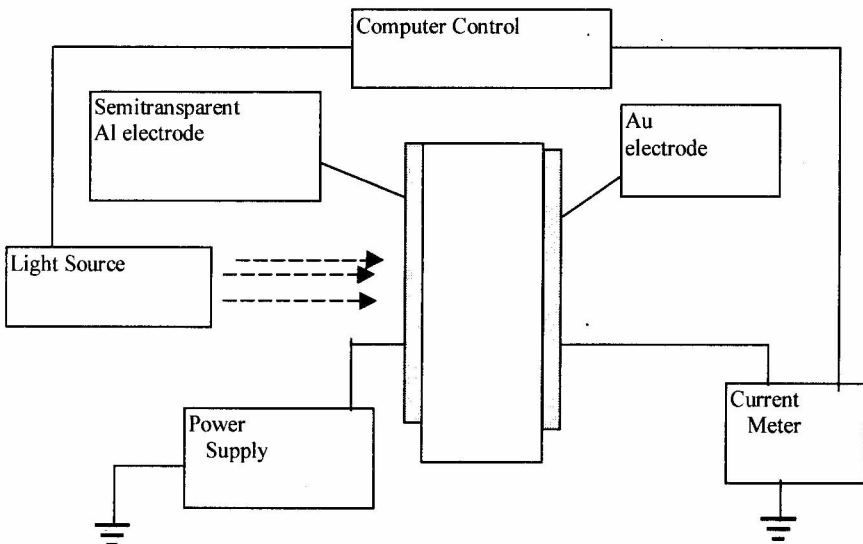 Computer Control
Semitransparent
Al electrode
Au
electrode
Light Source
Power
Supply
Current
Meter